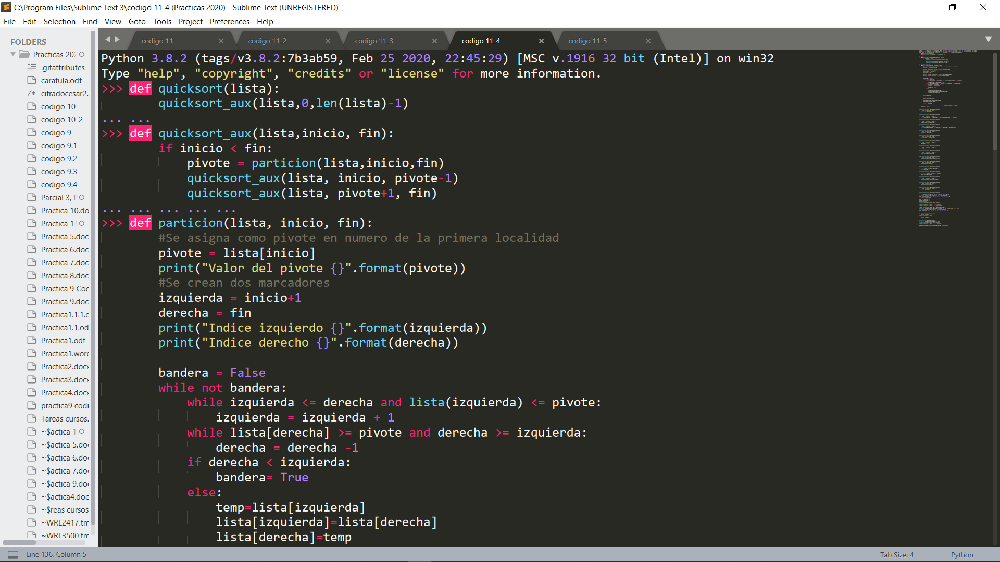 C:\Program Files\Sublime Text 3\codigo 11_4 (Practicas 2020) - Sublime Text (UNREGISTERED)
File Edit Selection Find View Goto Tools Project Preferences Help
FOLDERS
Practicas 202
.gitattributes
caratula.odt
/* cifradocesar2.
codigo 10
codigo 10_2
codigo 9
codigo 9.1
codigo 9.2
codigo 9.3
codigo 9.4
Parcial 3, P
Practica 10.do
Practica 11
Practica 5.doc
Practica 6.doc
Practica 7.doc
Practica 8.doc
Practica 9 Coc
Practica 9.doc
Practica1.1.1.c
Practica1.1.od
Practica1.odt
Practica1.word
Practica2.docx
Practica3.docx
Practica4.docx
practica9 codi
Tareas cursos.
~$actica 1
~$actica 5.doc
~$actica 6.doc
~$actica 7.doc
~$actica 9.doc
~$actica4.doc
~$reas cursos
~WRL2417.tm
~WRL3500.tm
codigo 11 codigo 11_2 codigo 11_3 codigo 11_4 codigo 11_5
Python 3.8.2 (tags/v3.8.2:7b3ab59, Feb 25 2020, 22:45:29) [MSC v.1916 32 bit (Intel)] on win32
Type "help", "copyright", "credits" or "license" for more information.
>>> def quicksort(lista):
        quicksort_aux(lista,0,len(lista)-1)
... ...
>>> def quicksort_aux(lista,inicio, fin):
        if inicio < fin:
            pivote = particion(lista,inicio,fin)
            quicksort_aux(lista, inicio, pivote-1)
            quicksort_aux(lista, pivote+1, fin)
... ... ... ... ...
>>> def particion(lista, inicio, fin):
        #Se asigna como pivote en numero de la primera localidad
        pivote = lista[inicio]
        print("Valor del pivote {}".format(pivote))
        #Se crean dos marcadores
        izquierda = inicio+1
        derecha = fin
        print("Indice izquierdo {}".format(izquierda))
        print("Indice derecho {}".format(derecha))
        bandera = False
        while not bandera:
            while izquierda <= derecha and lista(izquierda) <= pivote:
                izquierda = izquierda + 1
            while lista[derecha] >= pivote and derecha >= izquierda:
                derecha = derecha -1
            if derecha < izquierda:
                bandera= True
            else:
                temp=lista[izquierda]
                lista[izquierda]=lista[derecha]
                lista[derecha]=temp
Line 136, Column 5
Tab Size: 4
Python